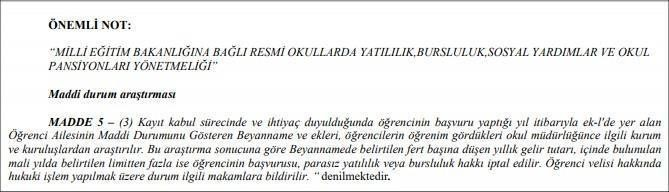 ÖNEMLİ NOT:
“MİLLİ EĞİTİM BAKANLIĞINA BAĞLI RESMİ OKULLARDA YATILILIK,BURSLULUK,SOSYAL YARDIMLAR VE OKUL
PANSİYONLARI YÖNETMELİĞİ”
Maddi durum araştırması
MADDE 5 – (3) Kayıt kabul sürecinde ve ihtiyaç duyulduğunda öğrencinin başvuru yaptığı yıl itibarıyla ek-l'de yer alan
Öğrenci Ailesinin Maddi Durumunu Gösteren Beyanname ve ekleri, öğrencilerin öğrenim gördükleri okul müdürlüğünce ilgili kurum
ve kuruluşlardan araştırılır. Bu araştırma sonucuna göre Beyannamede belirtilen fert başına düşen yıllık gelir tutarı, içinde bulunulan
mali yılda belirtilen limitten fazla ise öğrencinin başvurusu, parasız yatılılık veya bursluluk hakkı iptal edilir. Öğrenci velisi hakkında
hukuki işlem yapılmak üzere durum ilgili makamlara bildirilir. “ denilmektedir.